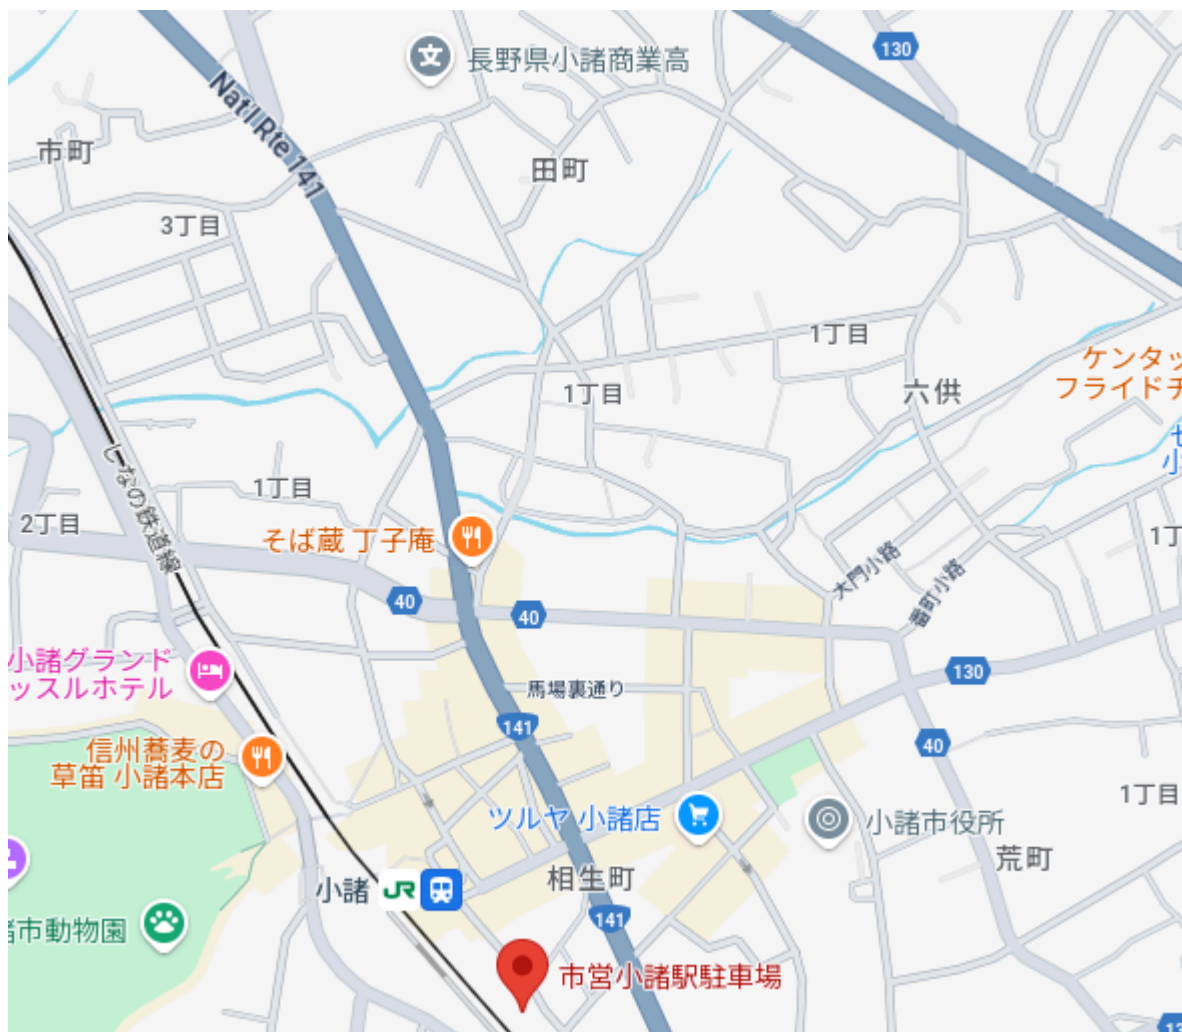 130
長野県小諸商業高
Nat'l Rte 141
市町
田町
3丁目
1丁目
ケンタッ
フライドチ
1丁目
六供
しなの鉄道線
1丁目
2丁目
そば蔵 丁子庵
1丁
大門小路
番町小路
40
40
小諸グランド
ッスルホテル
130
馬場裏通り
141
40
信州蕎麦の
草笛 小諸本店
1丁目
ツルヤ 小諸店
小諸市役所
荒町
小諸
JR
相生町
141
諸市動物園
市営小諸駅駐車場